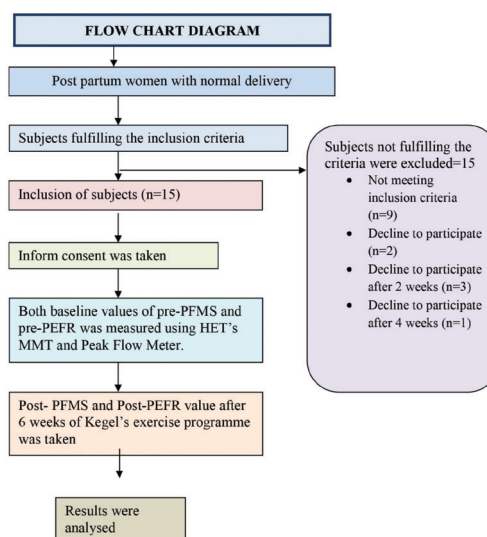 FLOW CHART DIAGRAM
Post partum women with normal delivery
Subjects fulfilling the inclusion criteria
Subjects not fulfilling the
criteria were excluded=15
• Not meeting
inclusion criteria
(n=9)
• Decline to participate
(n=2)
• Decline to participate
after 2 weeks (n=3)
• Decline to participate
after 4 weeks (n=1)
Inclusion of subjects (n=15)
Inform consent was taken
Both baseline values of pre-PFMS and
pre-PEFR was measured using HET's
MMT and Peak Flow Meter.
Post- PFMS and Post-PEFR value after
6 weeks of Kegel's exercise programme
was taken
Results were
analysed